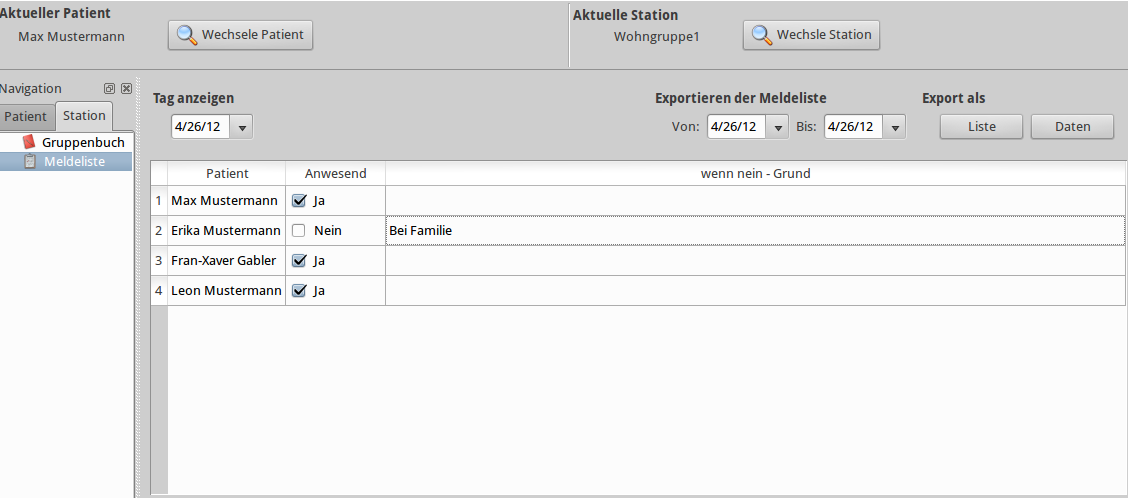 Aktueller Patient
Max Mustermann
Wechsele Patient
Aktuelle Station
Wohngruppe1
Wechsle Station
Navigation
Patient Station
Gruppenbuch
Meldeliste
Tag anzeigen
4/26/12
Exportieren der Meldeliste
Von: 4/26/12 Bis: 4/26/12
Export als
Liste Daten
Patient Anwesend wenn nein - Grund
1 Max Mustermann Ja
2 Erika Mustermann Nein Bei Familie
3 Fran-Xaver Gabler Ja
4 Leon Mustermann Ja